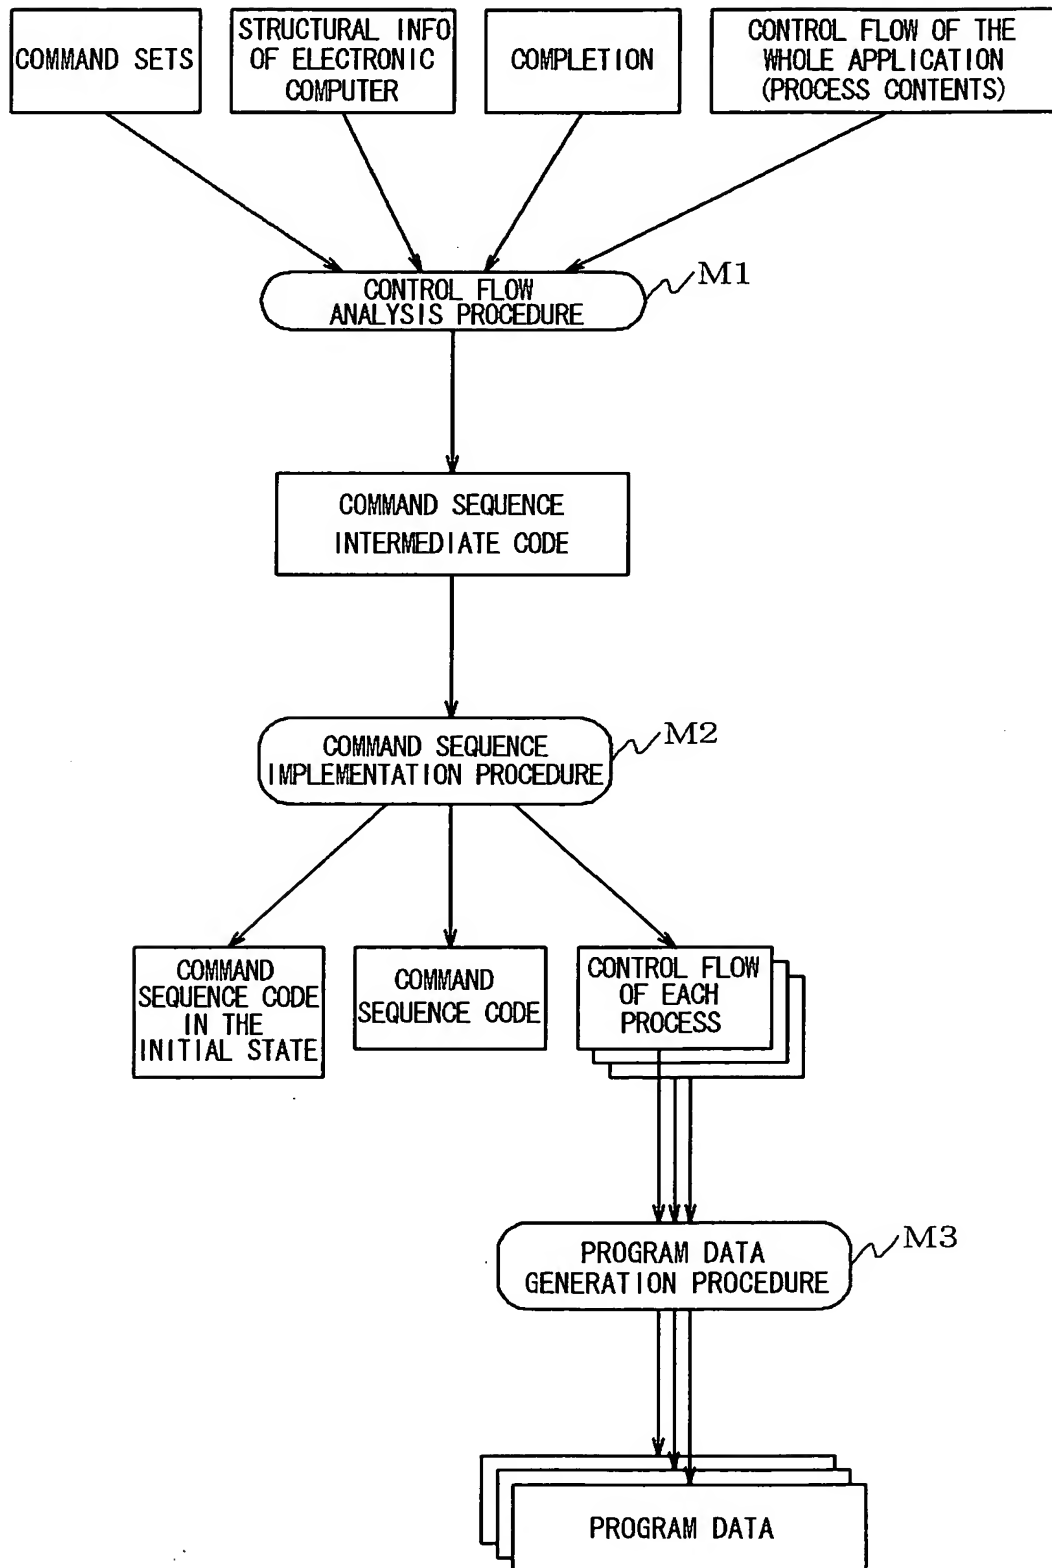 COMMAND SETS
STRUCTURAL INFO
OF ELECTRONIC
COMPUTER
COMPLETION
CONTROL FLOW OF THE
WHOLE APPLICATION
(PROCESS CONTENTS)
CONTROL FLOW
ANALYSIS PROCEDURE
M1
COMMAND SEQUENCE
INTERMEDIATE CODE
COMMAND SEQUENCE
IMPLEMENTATION PROCEDURE
M2
COMMAND
SEQUENCE CODE
IN THE
INITIAL STATE
COMMAND
SEQUENCE CODE
CONTROL FLOW
OF EACH
PROCESS
PROGRAM DATA
GENERATION PROCEDURE
M3
PROGRAM DATA